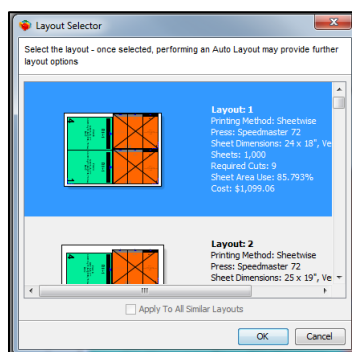 Layout Selector
Select the layout - once selected, performing an Auto Layout may provide further
layout options
Layout: 1
Printing Method: Sheetwise
Press: Speedmaster 72
Sheet Dimensions: 24 x 18", Ve
Sheets: 1,000
Required Cuts: 9
Sheet Area Use: 85.793%
Cost: $1,099.06
Layout: 2
Printing Method: Sheetwise
Press: Speedmaster 72
Sheet Dimensions: 25 x 19", Ve
Apply To All Similar Layouts
OK
Cancel